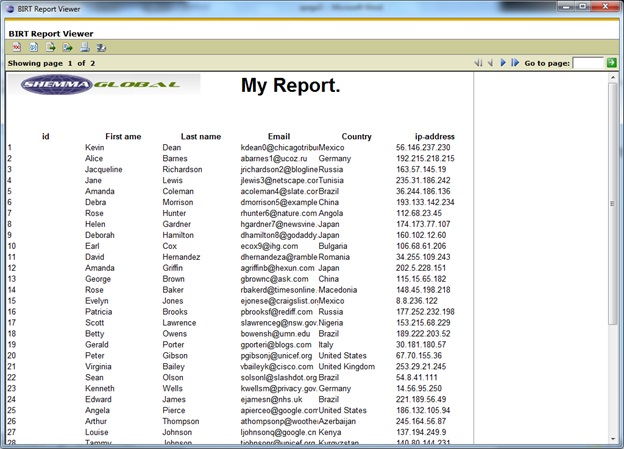 BIRT Report Viewer
BIRT Report Viewer
Showing page 1 of 2
Go to page:
SHEMMA GLOBAL
My Report.
id First ame Last name Email Country ip-address
1 Kevin Dean kdean0@chicagotribu Mexico 56.146.237.230
2 Alice Barnes abarnes1@ucoz.ru Germany 192.215.218.215
3 Jacqueline Richardson jrichardson2@blogline Russia 163.57.145.19
4 Jane Lewis jlewis3@netscape.cor Tunisia 235.31.186.242
5 Amanda Coleman acoleman4@slate.cor Brazil 36.244.186.136
6 Debra Morrison dmorrison5@example China 193.133.142.234
7 Rose Hunter rhunter6@nature.com Angola 112.68.23.45
8 Helen Gardner hgardner7@newsvine. Japan 174.173.77.107
9 Deborah Hamilton dhamilton8@godaddy Japan 160.102.12.60
10 Earl Cox ecox9@ihg.com Bulgaria 106.68.61.206
11 David Hernandez dhernandeza@ramble Romania 34.255.109.243
12 Amanda Griffin agriffinb@hexun.com Japan 202.5.228.151
13 George Brown gbrownc@ask.com China 115.15.65.182
14 Rose Baker rbakerd@timesonline. Macedonia 148.45.198.218
15 Evelyn Jones ejonese@craigslist.or Mexico 8.8.236.122
16 Patricia Brooks pbrooksf@rediff.com Russia 177.252.232.198
17 Scott Lawrence slawrenceg@nsw.gov. Nigeria 153.215.68.229
18 Betty Owens bowensh@umn.edu Brazil 189.222.203.52
19 Gerald Porter gporteri@blogs.com Italy 30.181.180.57
20 Peter Gibson pgibsonj@unicef.org United States 67.70.155.36
21 Virginia Bailey vbaileyk@cisco.com United Kingdom 253.29.21.245
22 Sean Olson solsonl@slashdot.org Brazil 54.8.41.111
23 Kenneth Wells kwellsm@privacy.gov. Germany 14.56.95.250
24 Edward James ejamesn@nhs.uk Brazil 221.189.56.49
25 Angela Pierce apierceo@google.com United States 186.132.105.94
26 Arthur Thompson athompsonp@woothe Azerbaijan 245.164.56.87
27 Louise Johnson ljohnsonq@google.cn Kenya 137.194.249.9
28 Tammy Johnson tjohnsonr@unicef.org Kyrgyzstan 140.80.144.231